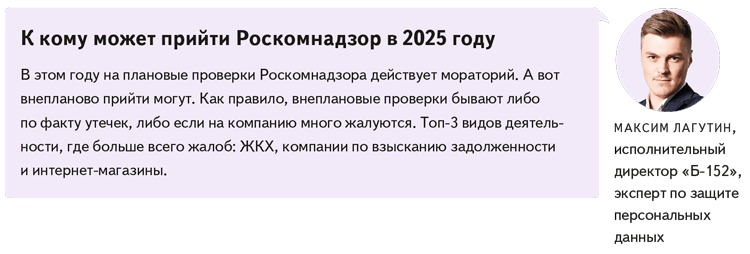 К кому может прийти Роскомнадзор в 2025 году
В этом году на плановые проверки Роскомнадзора действует мораторий. А вот
внепланово прийти могут. Как правило, внеплановые проверки бывают либо
по факту утечек, либо если на компанию много жалуются. Топ-3 видов деятель-
ности, где больше всего жалоб: ЖКХ, компании по взысканию задолженности
и интернет-магазины.
МАКСИМ ЛАГУТИН,
исполнительный
директор «Б-152»,
эксперт по защите
персональных
данных